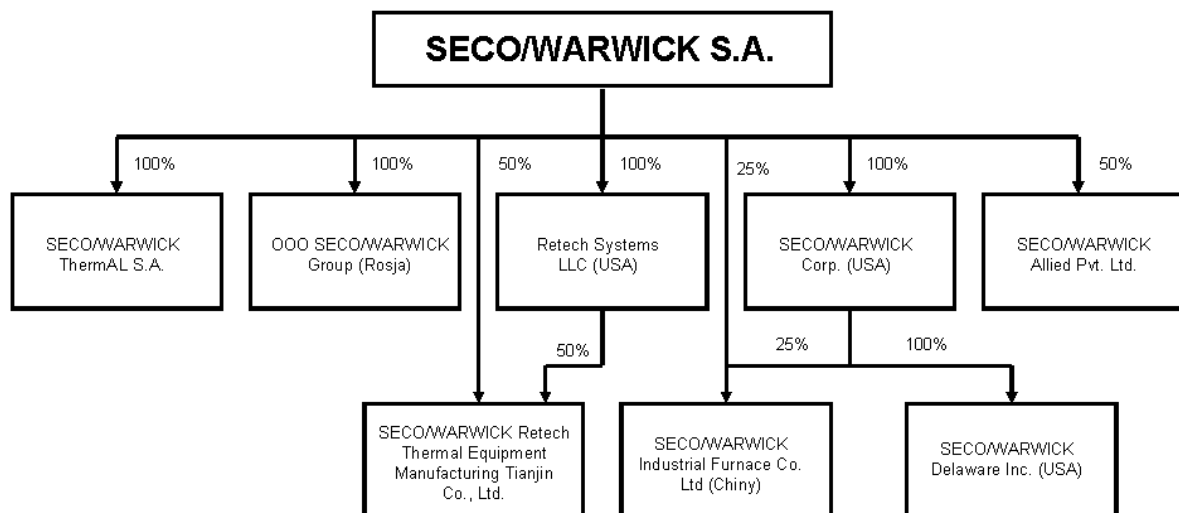 SECO/WARWICK S.A.
100%
100%
50%
100%
25%
100%
50%
SECO/WARWICK
ThermAL S.A.
OOO SECO/WARWICK
Group (Rosja)
Retech Systems
LLC (USA)
SECO/WARWICK
Corp. (USA)
SECO/WARWICK
Allied Pvt. Ltd.
50%
25%
100%
SECO/WARWICK Retech
Thermal Equipment
Manufacturing Tianjin
Co., Ltd.
SECO/WARWICK
Industrial Furnace Co.
Ltd (Chiny)
SECO/WARWICK
Delaware Inc. (USA)